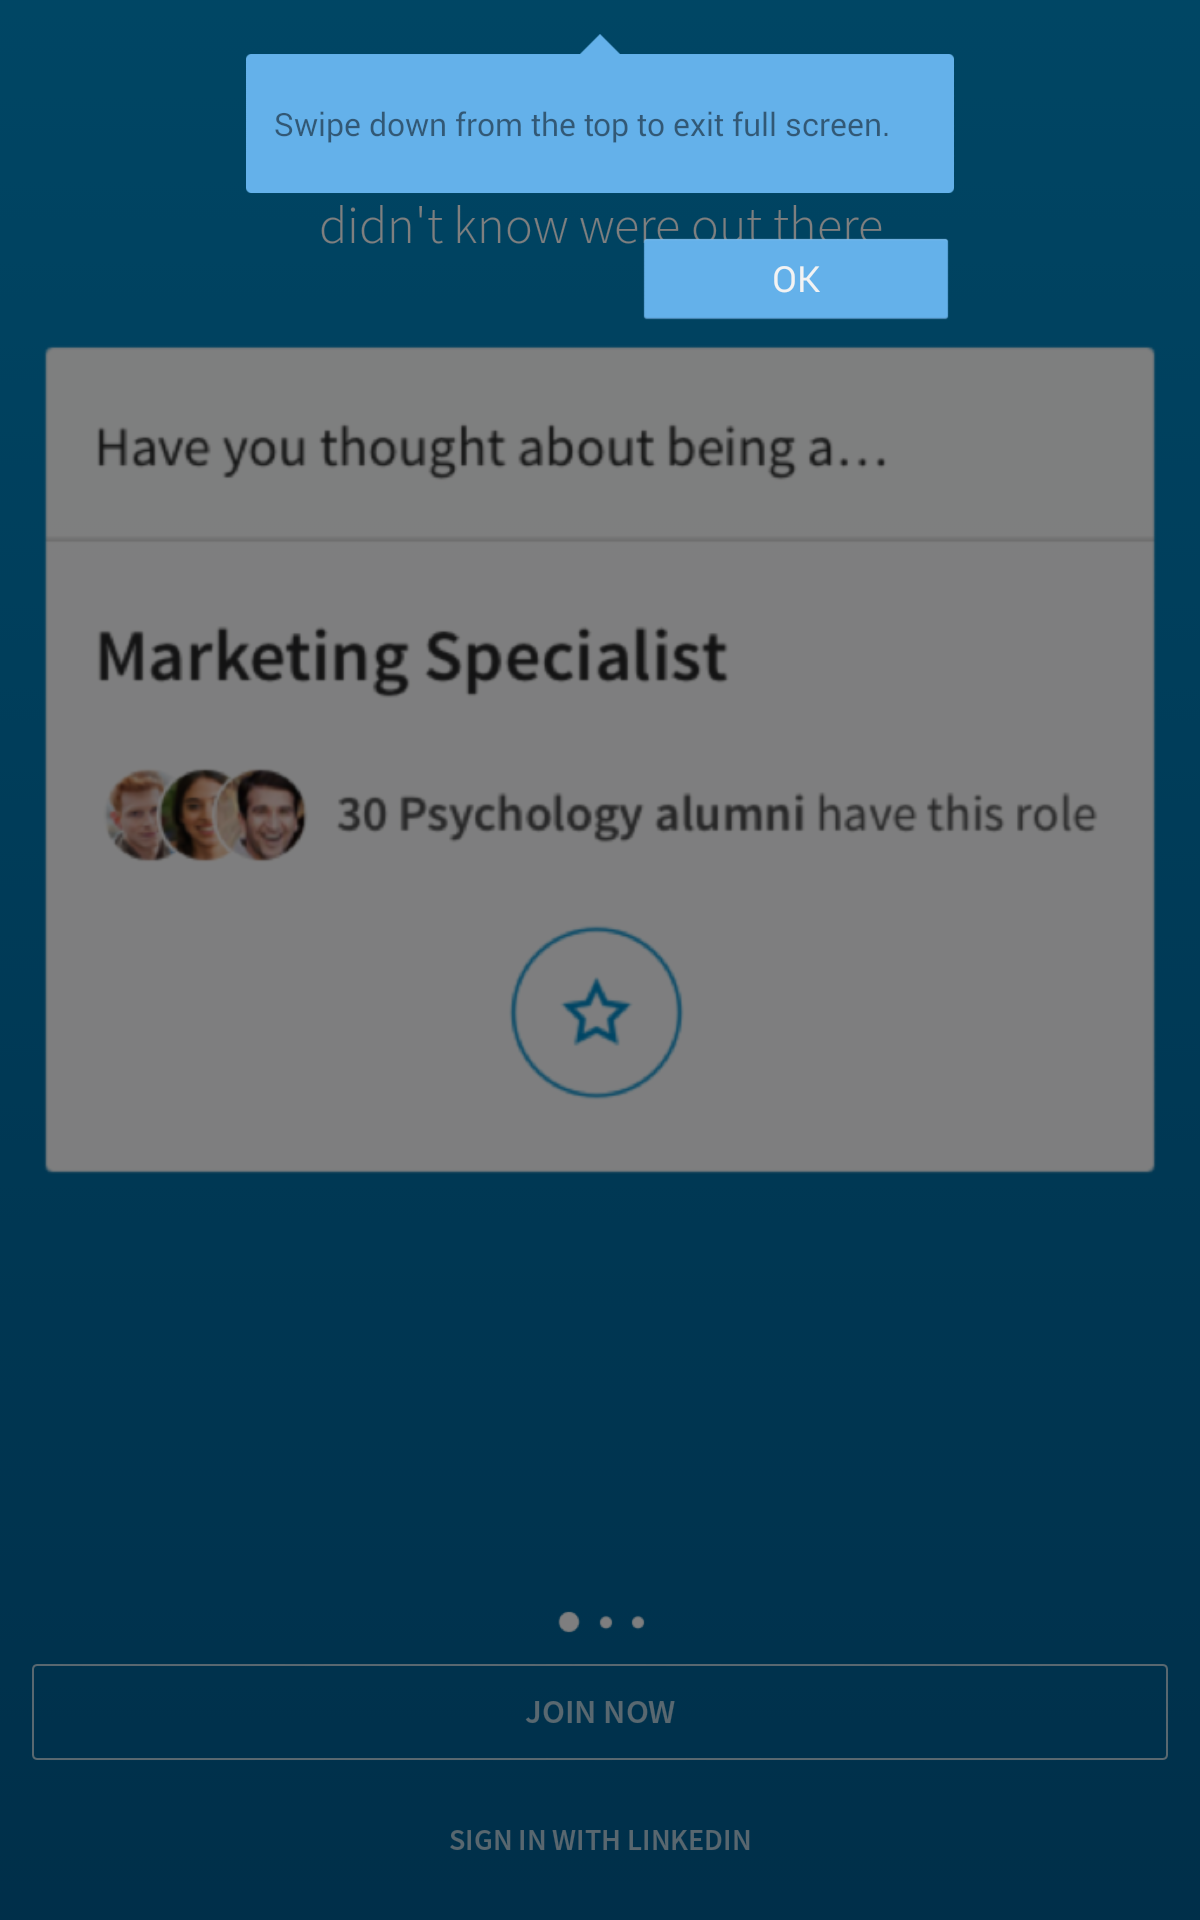 Swipe down from the top to exit full screen.
didn't know were out there
OK
Have you thought about being a...
Marketing Specialist
30 Psychology alumni have this role
JOIN NOW
SIGN IN WITH LINKEDIN